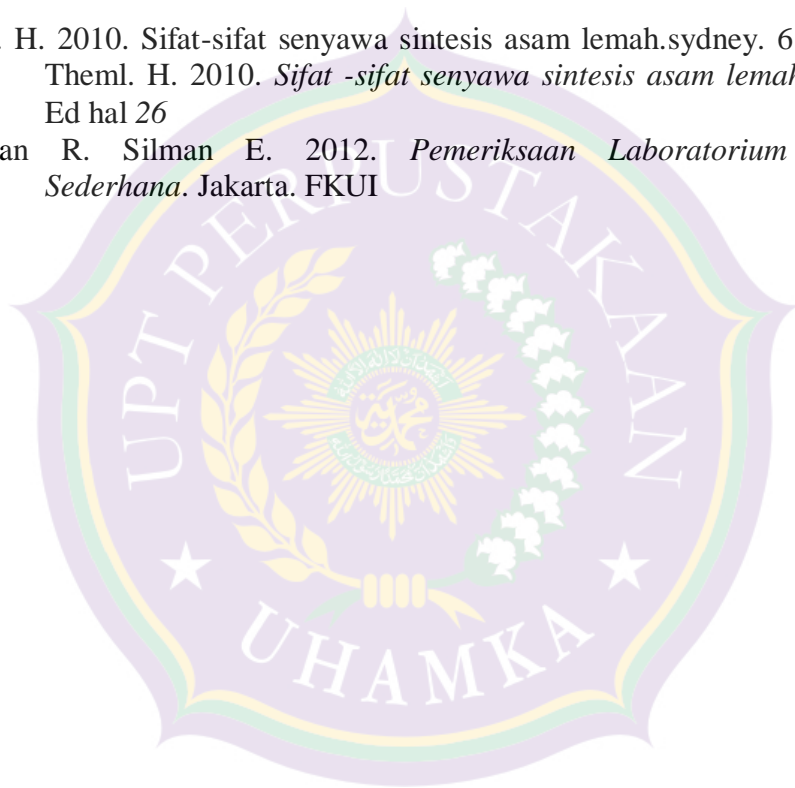 . H. 2010. Sifat-sifat senyawa sintesis asam lemah.sydney. 6
Theml. H. 2010. Sifat -sifat senyawa sintesis asam lemah
Ed hal 26
an R. Silman E. 2012. Pemeriksaan Laboratorium
Sederhana. Jakarta. FKUI
UPT PERPUSTAKAAN
محمدية
UHAMKA